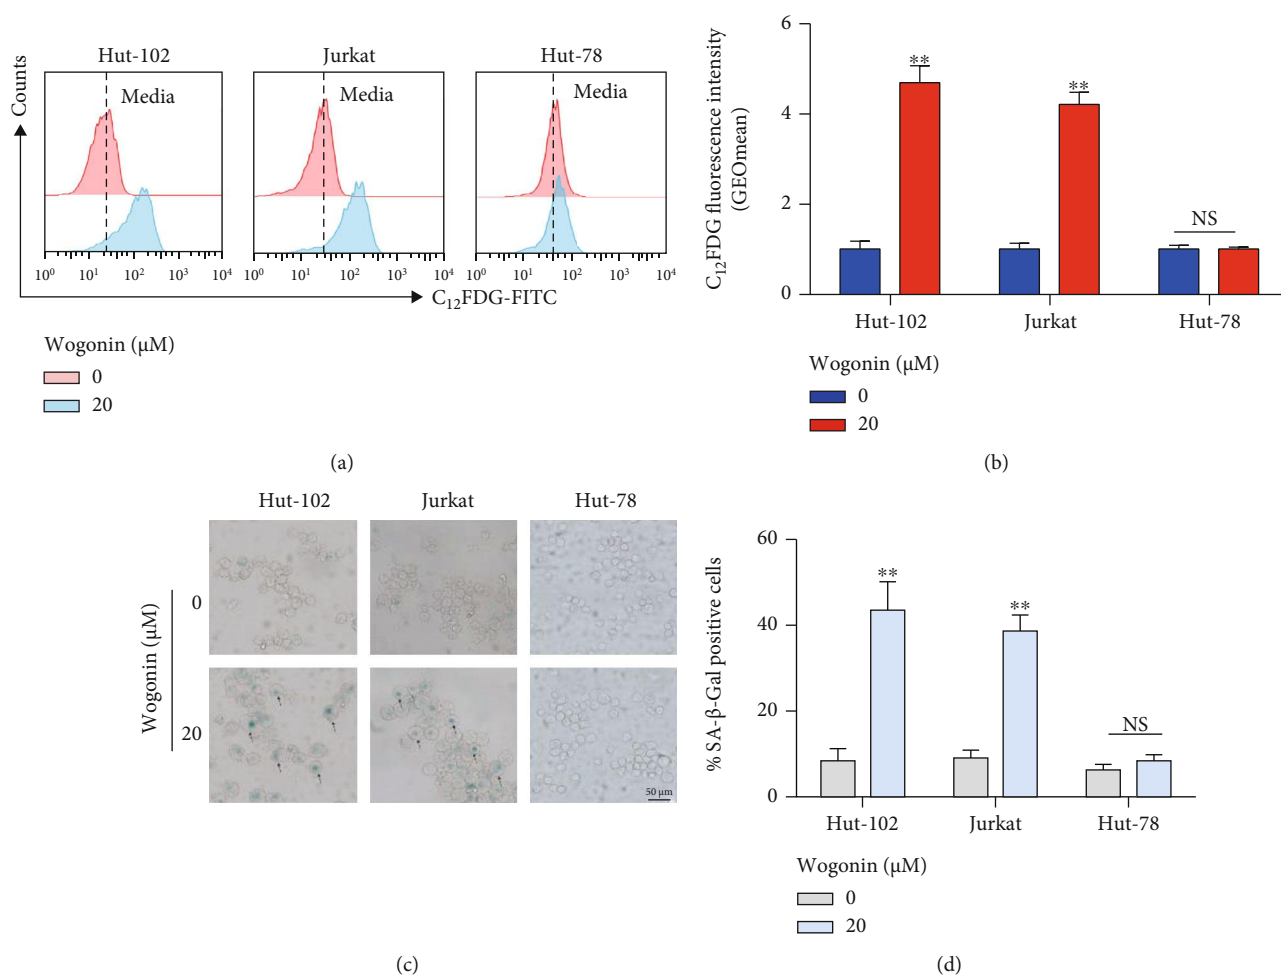 Hut-102 Jurkat Hut-78
Counts
Media Media Media
10⁰ 10¹ 10² 10³ 10⁴ 10⁰ 10¹ 10² 10³ 10⁴ 10⁰ 10¹ 10² 10³ 10⁴
C₁₂FDG-FITC
Wogonin (µM)
0
20
(a)
C₁₂FDG fluorescence intensity
(GEOmean)
6
4
2
0
** ** NS
Hut-102 Jurkat Hut-78
Wogonin (µM)
0
20
(b)
Hut-102 Jurkat Hut-78
Wogonin (µM)
0
20
50 µm
(c)
% SA-β-Gal positive cells
60
40
20
0
** ** NS
Hut-102 Jurkat Hut-78
Wogonin (µM)
0
20
(d)